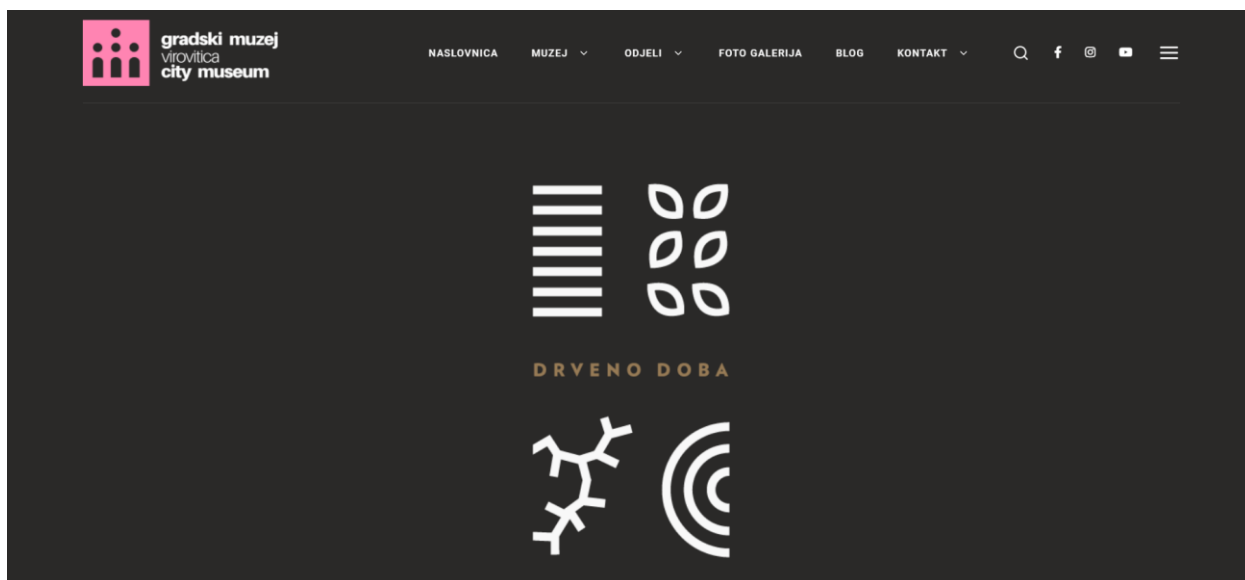 gradski muzej
virovitica
city museum
NASLOVNICA MUZEJ ODJELI FOTO GALERIJA BLOG KONTAKT
DRVENO DOBA